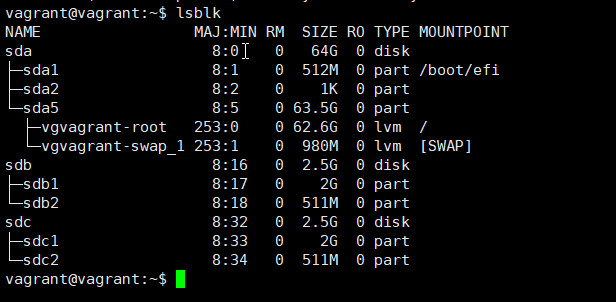 vagrant@vagrant:~$ lsblk
NAME                 MAJ:MIN RM  SIZE RO TYPE MOUNTPOINT
sda                    8:0    0   64G  0 disk
├─sda1                 8:1    0  512M  0 part /boot/efi
├─sda2                 8:2    0    1K  0 part
└─sda5                 8:5    0 63.5G  0 part
  ├─vgvagrant-root   253:0    0 62.6G  0 lvm  /
  └─vgvagrant-swap_1 253:1    0  980M  0 lvm  [SWAP]
sdb                    8:16   0  2.5G  0 disk
├─sdb1                 8:17   0    2G  0 part
└─sdb2                 8:18   0  511M  0 part
sdc                    8:32   0  2.5G  0 disk
├─sdc1                 8:33   0    2G  0 part
└─sdc2                 8:34   0  511M  0 part
vagrant@vagrant:~$